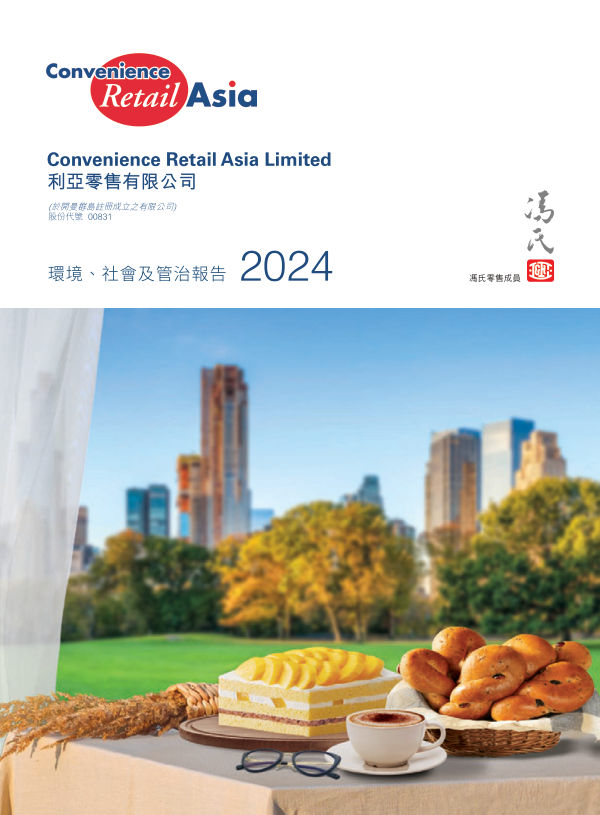 Convenience
Retail Asia
Convenience Retail Asia Limited
利亞零售有限公司
(於開曼群島註冊成立之有限公司)
股份代號 00831
環境、社會及管治報告 2024
馮氏
馮氏零售成員